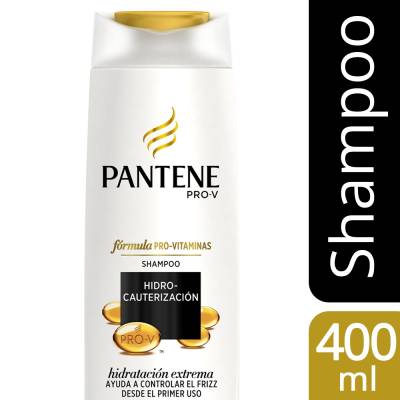 PANTENE
PRO-V
fórmula PRO-VITAMINAS
SHAMPOO
HIDRO-
CAUTERIZACIÓN
PRO-V
™
hidratación extrema
AYUDA A CONTROLAR EL FRIZZ
DESDE EL PRIMER USO
Shampoo
400
ml